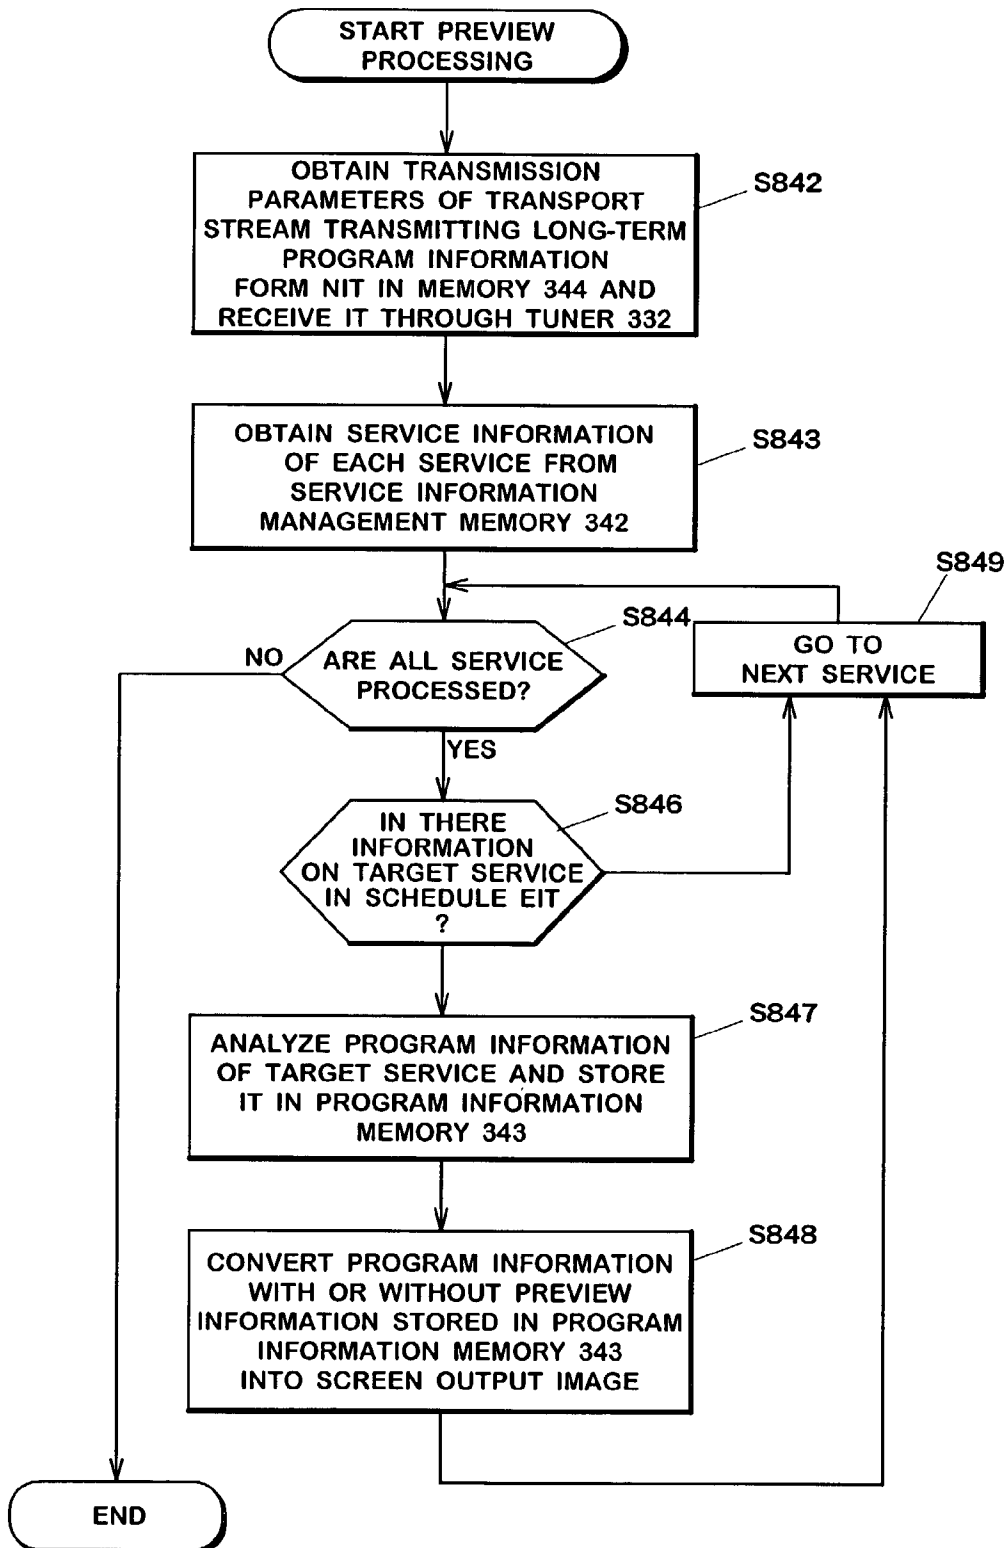 START PREVIEW
PROCESSING
OBTAIN TRANSMISSION
PARAMETERS OF TRANSPORT
STREAM TRANSMITTING LONG-TERM
PROGRAM INFORMATION
FORM NIT IN MEMORY 344 AND
RECEIVE IT THROUGH TUNER 332
S842
OBTAIN SERVICE INFORMATION
OF EACH SERVICE FROM
SERVICE INFORMATION
MANAGEMENT MEMORY 342
S843
S849
GO TO
NEXT SERVICE
S844
NO
ARE ALL SERVICE
PROCESSED?
YES
S846
IN THERE
INFORMATION
ON TARGET SERVICE
IN SCHEDULE EIT
?
S847
ANALYZE PROGRAM INFORMATION
OF TARGET SERVICE AND STORE
IT IN PROGRAM INFORMATION
MEMORY 343
S848
CONVERT PROGRAM INFORMATION
WITH OR WITHOUT PREVIEW
INFORMATION STORED IN PROGRAM
INFORMATION MEMORY 343
INTO SCREEN OUTPUT IMAGE
END